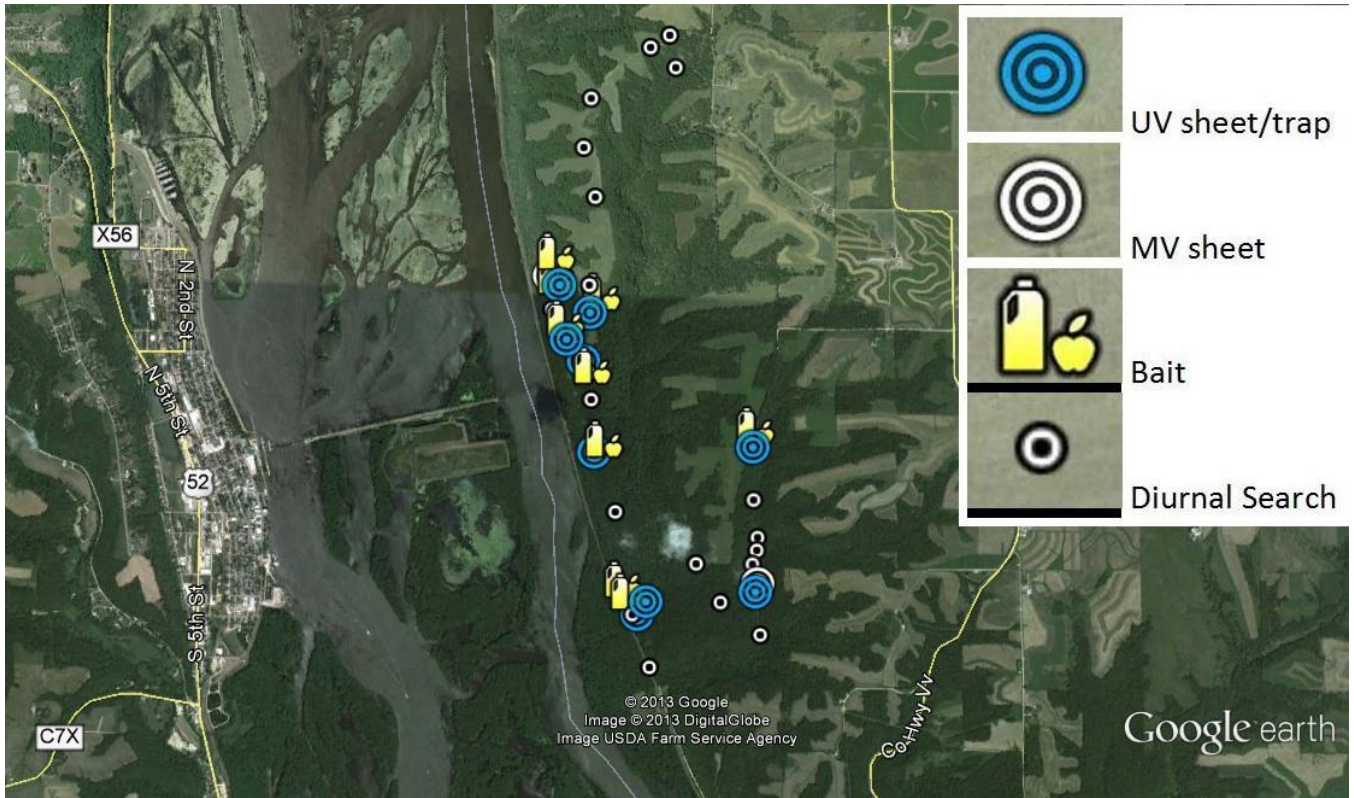 X56
N 2nd St
N 5th St
52
S 5th St
C7X
UV sheet/trap
MV sheet
Bait
Diurnal Search
Co Hwy Vv
© 2013 Google
Image © 2013 DigitalGlobe
Image USDA Farm Service Agency
Google earth